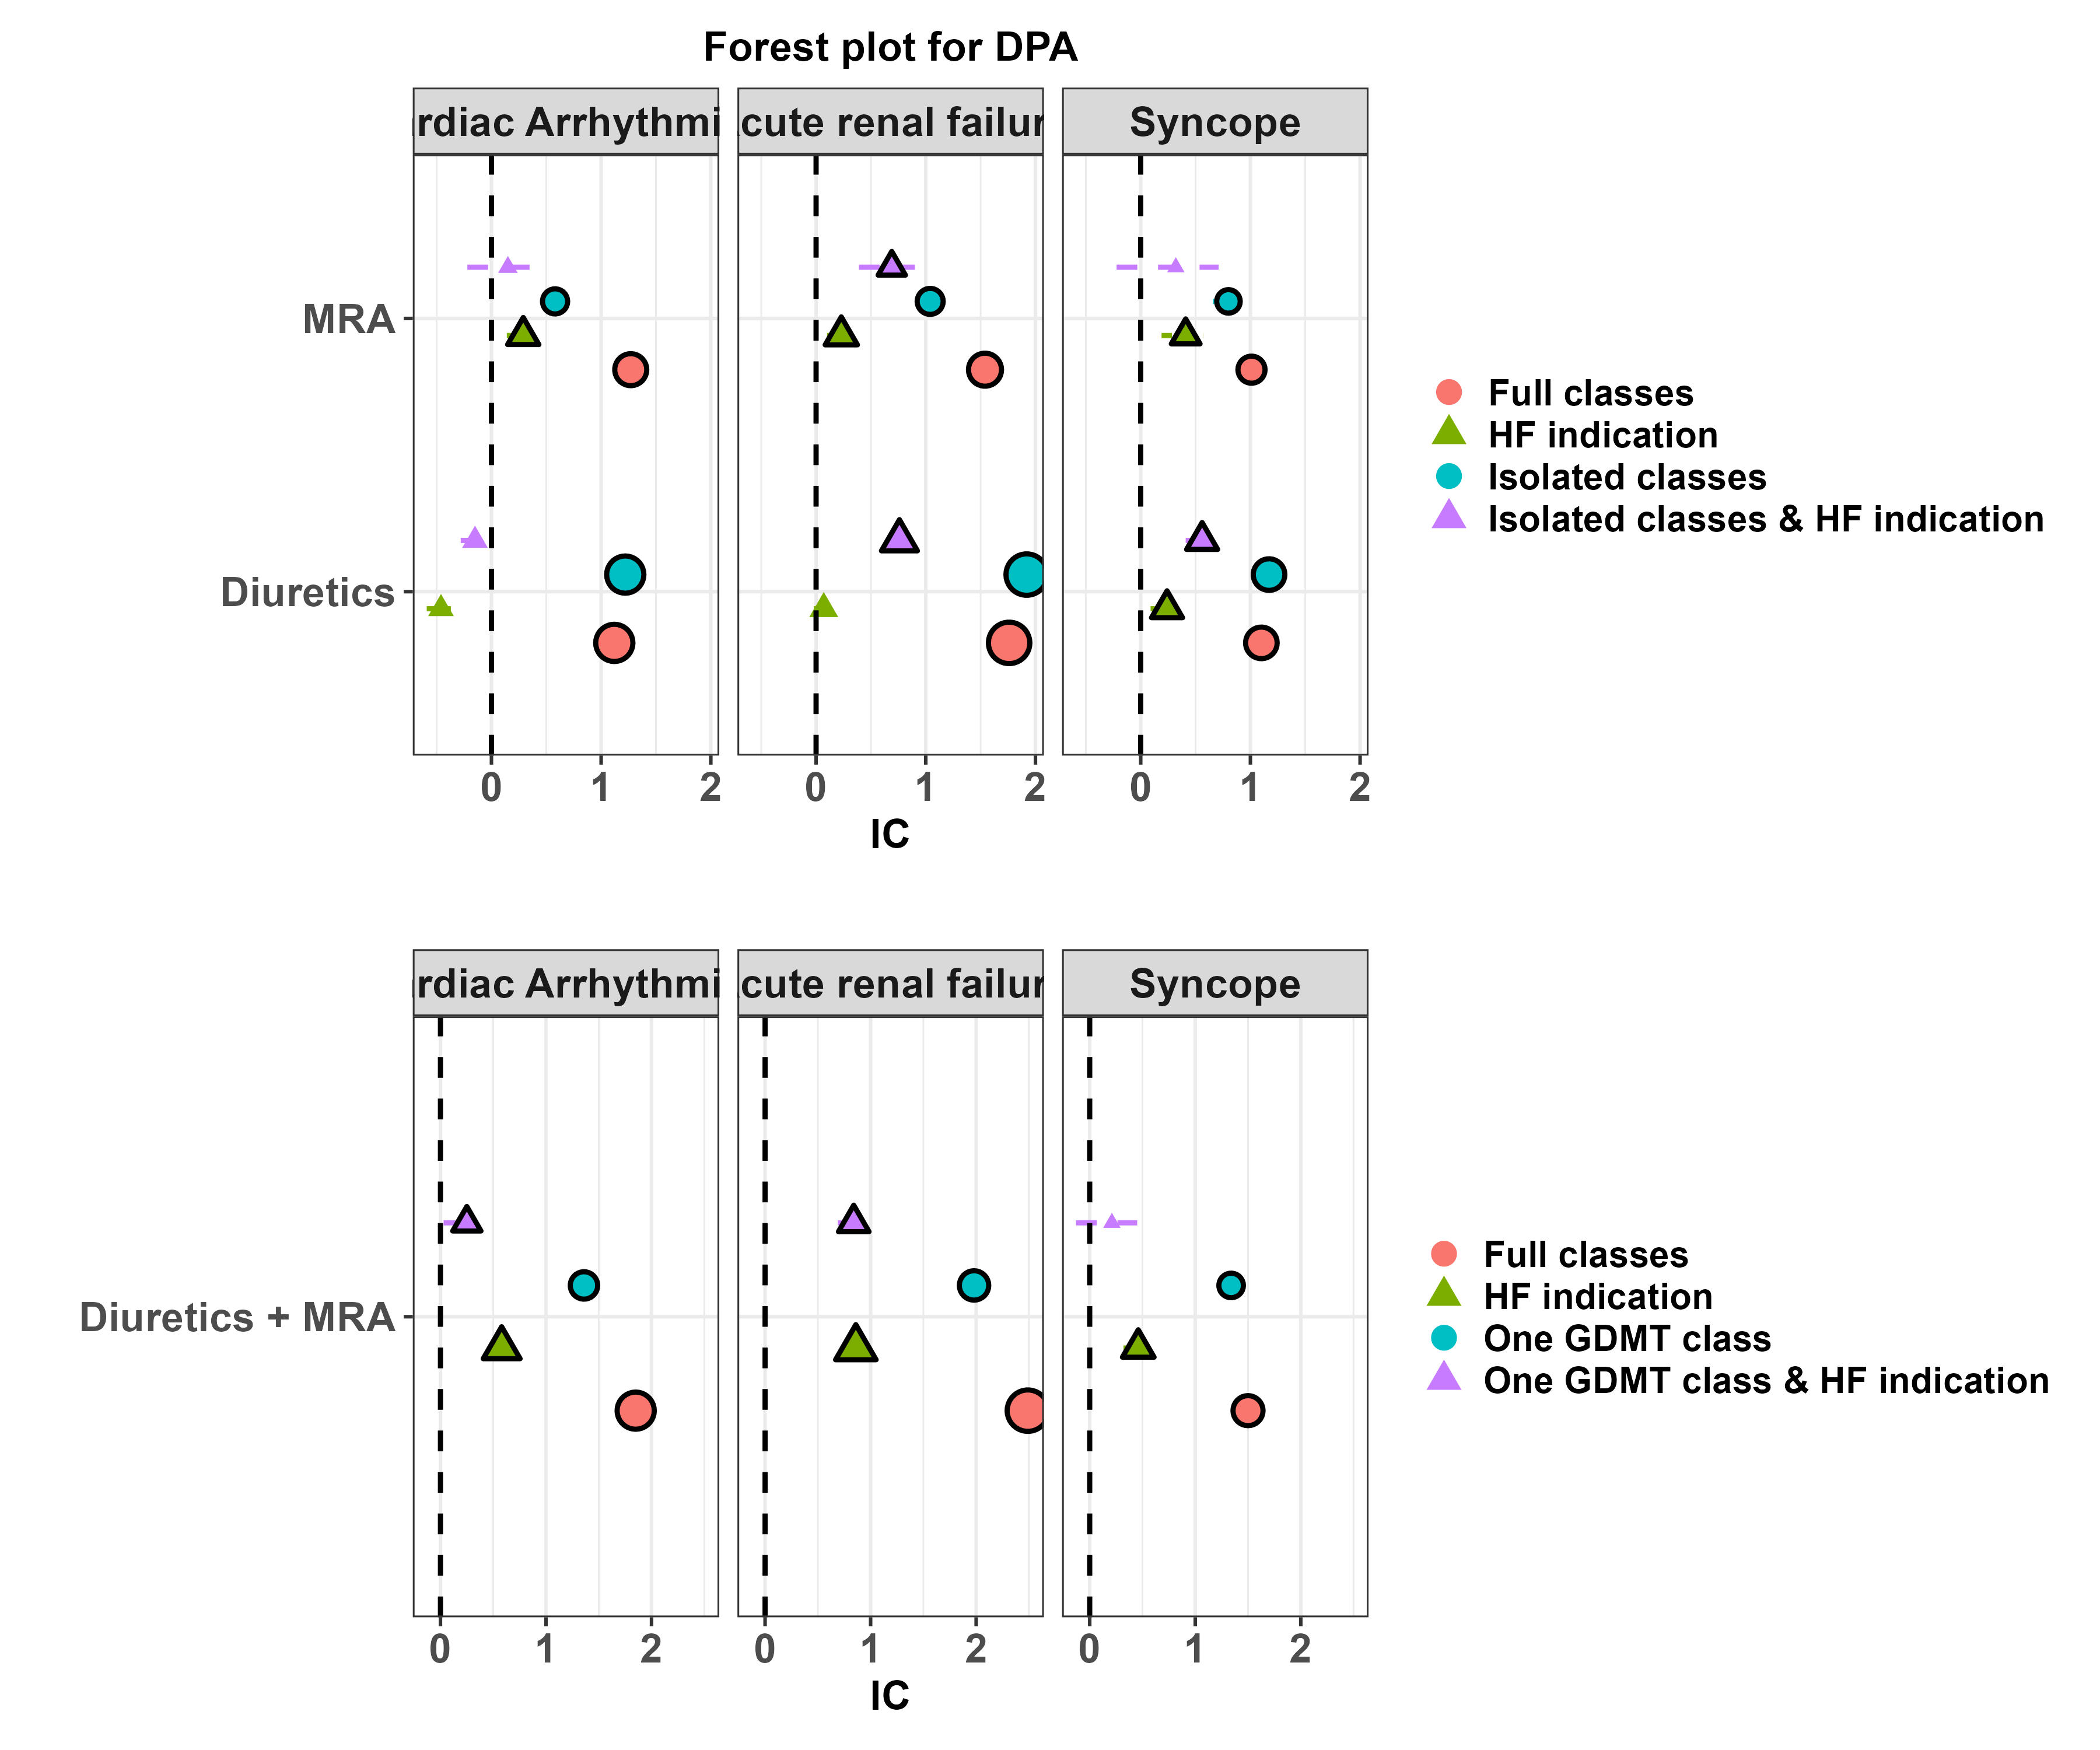 Forest plot for DPA
rdiac Arrhythmi
cute renal failur
Syncope
MRA
Diuretics
0 1 2
0 1 2
0 1 2
IC
Full classes
HF indication
Isolated classes
Isolated classes & HF indication
rdiac Arrhythmi
cute renal failur
Syncope
Diuretics + MRA
0 1 2
0 1 2
0 1 2
IC
Full classes
HF indication
One GDMT class
One GDMT class & HF indication